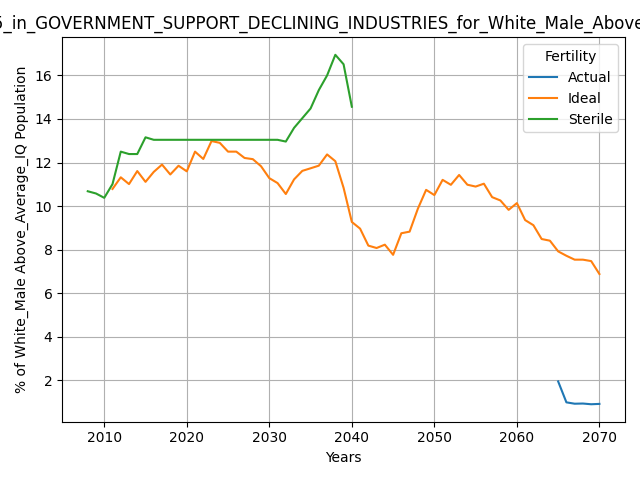 5_in_GOVERNMENT_SUPPORT_DECLINING_INDUSTRIES_for_White_Male_Above
% of White_Male Above_Average_IQ Population
16
14
12
10
8
6
4
2
Fertility
Actual
Ideal
Sterile
2010 2020 2030 2040 2050 2060 2070
Years